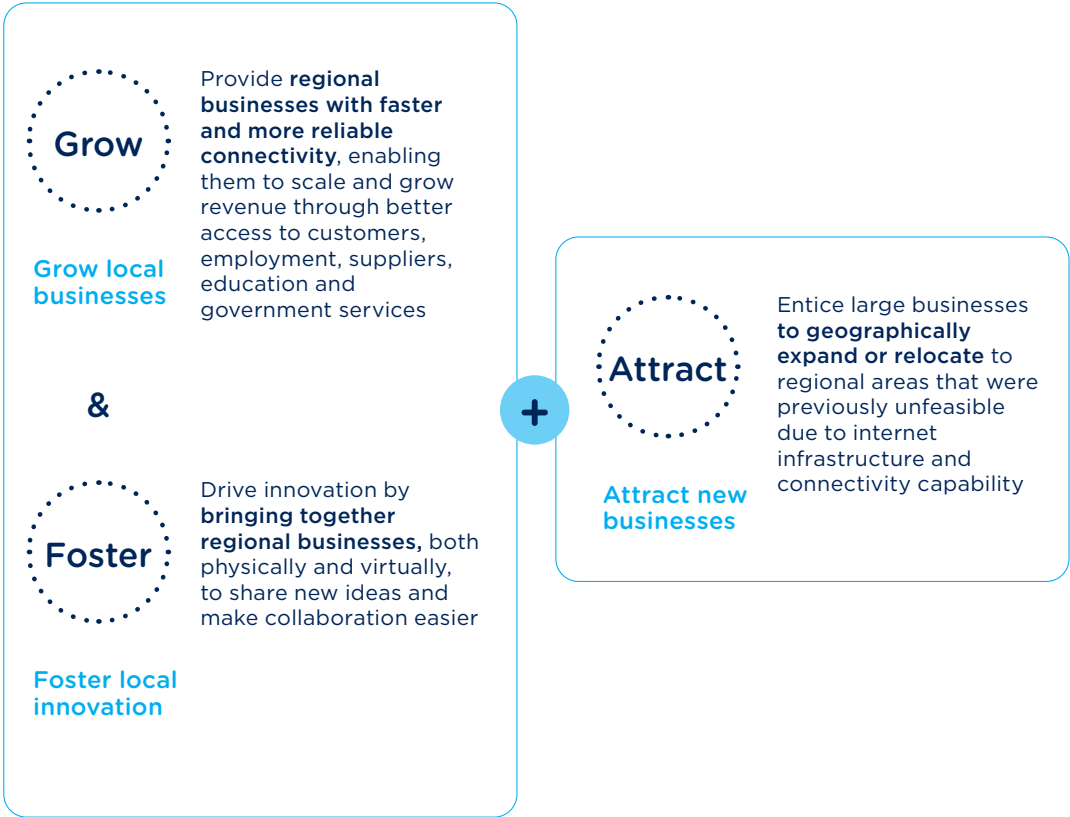 Grow
Provide regional
businesses with faster
and more reliable
connectivity, enabling
them to scale and grow
revenue through better
access to customers,
employment, suppliers,
education and
government services
Grow local
businesses
&
Foster
Drive innovation by
bringing together
regional businesses, both
physically and virtually,
to share new ideas and
make collaboration easier
Foster local
innovation
+
Attract
Entice large businesses
to geographically
expand or relocate to
regional areas that were
previously unfeasible
due to internet
infrastructure and
connectivity capability
Attract new
businesses